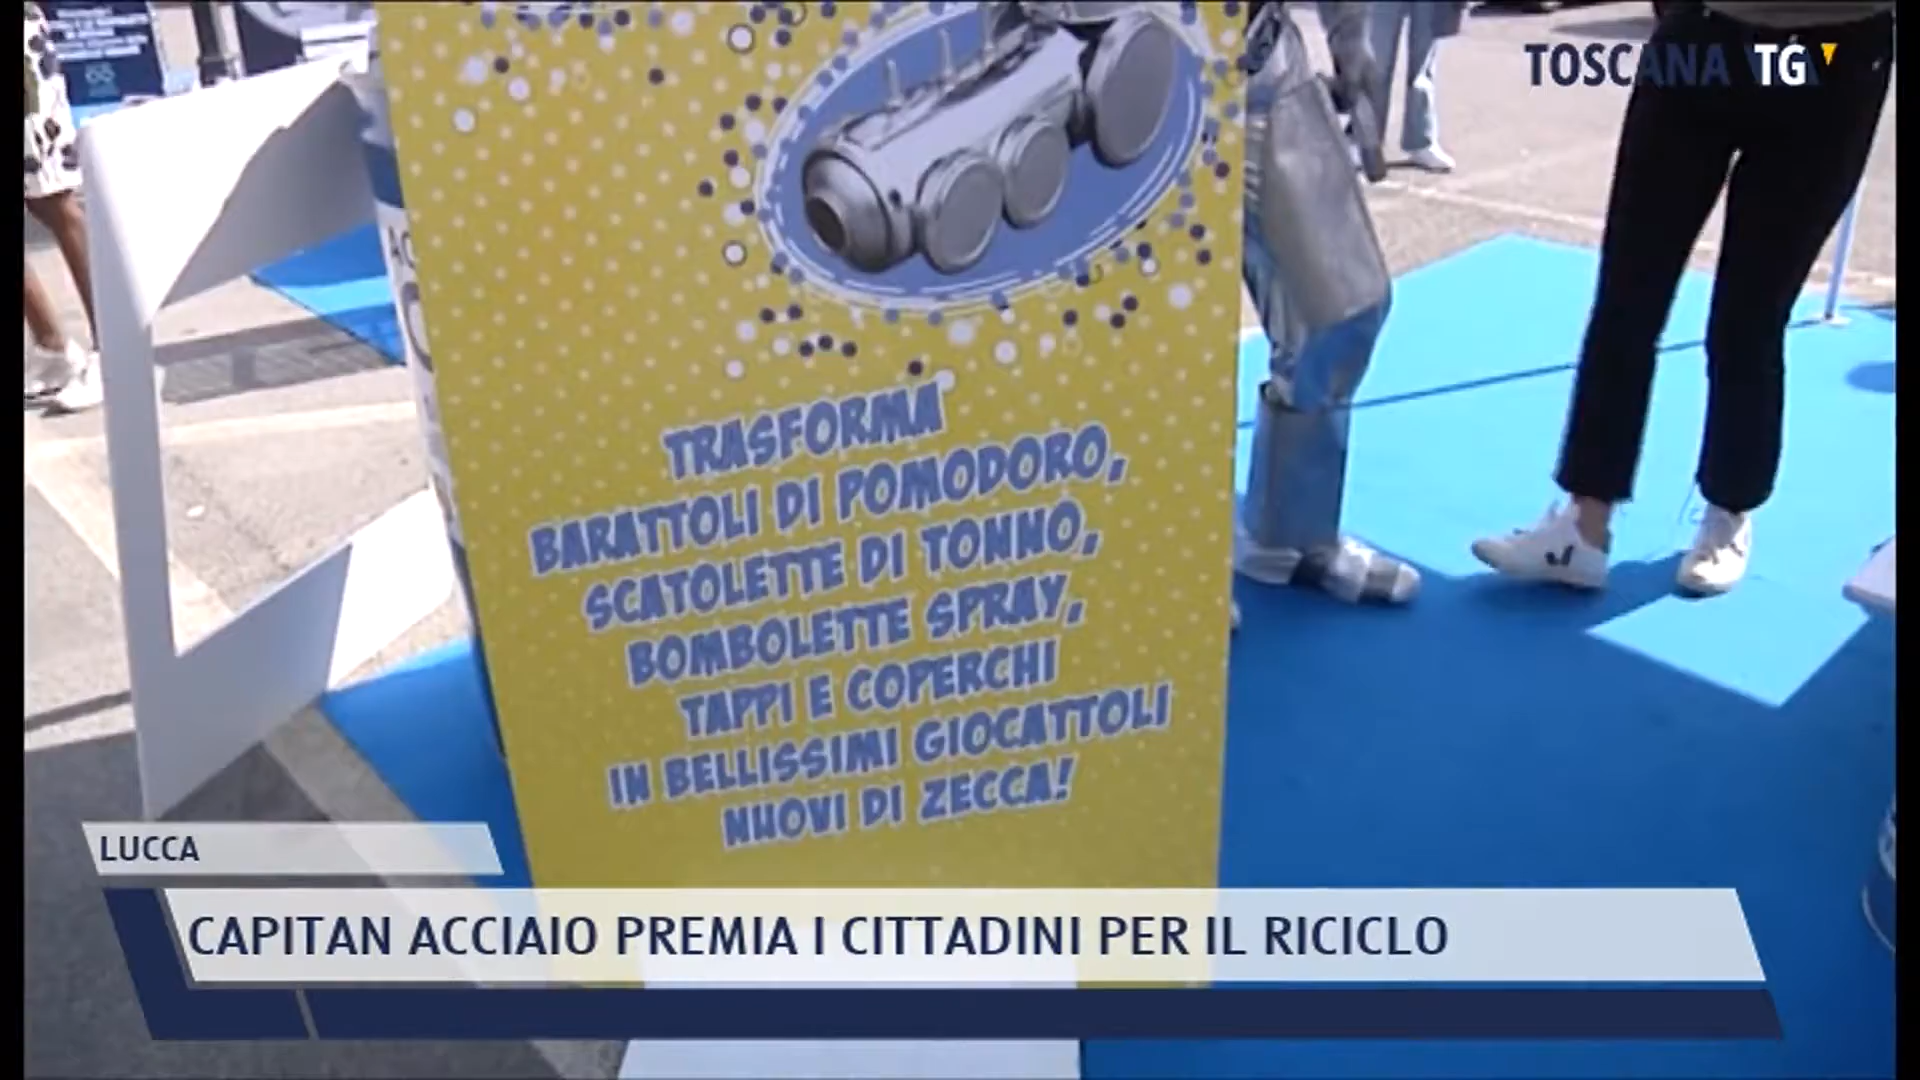 TOSCANA TG
TRASFORMA
BARATTOLI DI POMODORO,
SCATOLETTE DI TONNO,
BOMBOLETTE SPRAY,
TAPPI E COPERCHI
IN BELLISSIMI GIOCATTOLI
NUOVI DI ZECCA!
LUCCA
CAPITAN ACCIAIO PREMIA I CITTADINI PER IL RICICLO